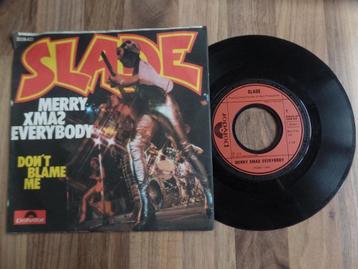 SLADE
MERRY
XMAS
EVERYBODY
DON'T
BLAME
ME
Polydor
Polydor
SLADE
MERRY XMAS EVERYBODY